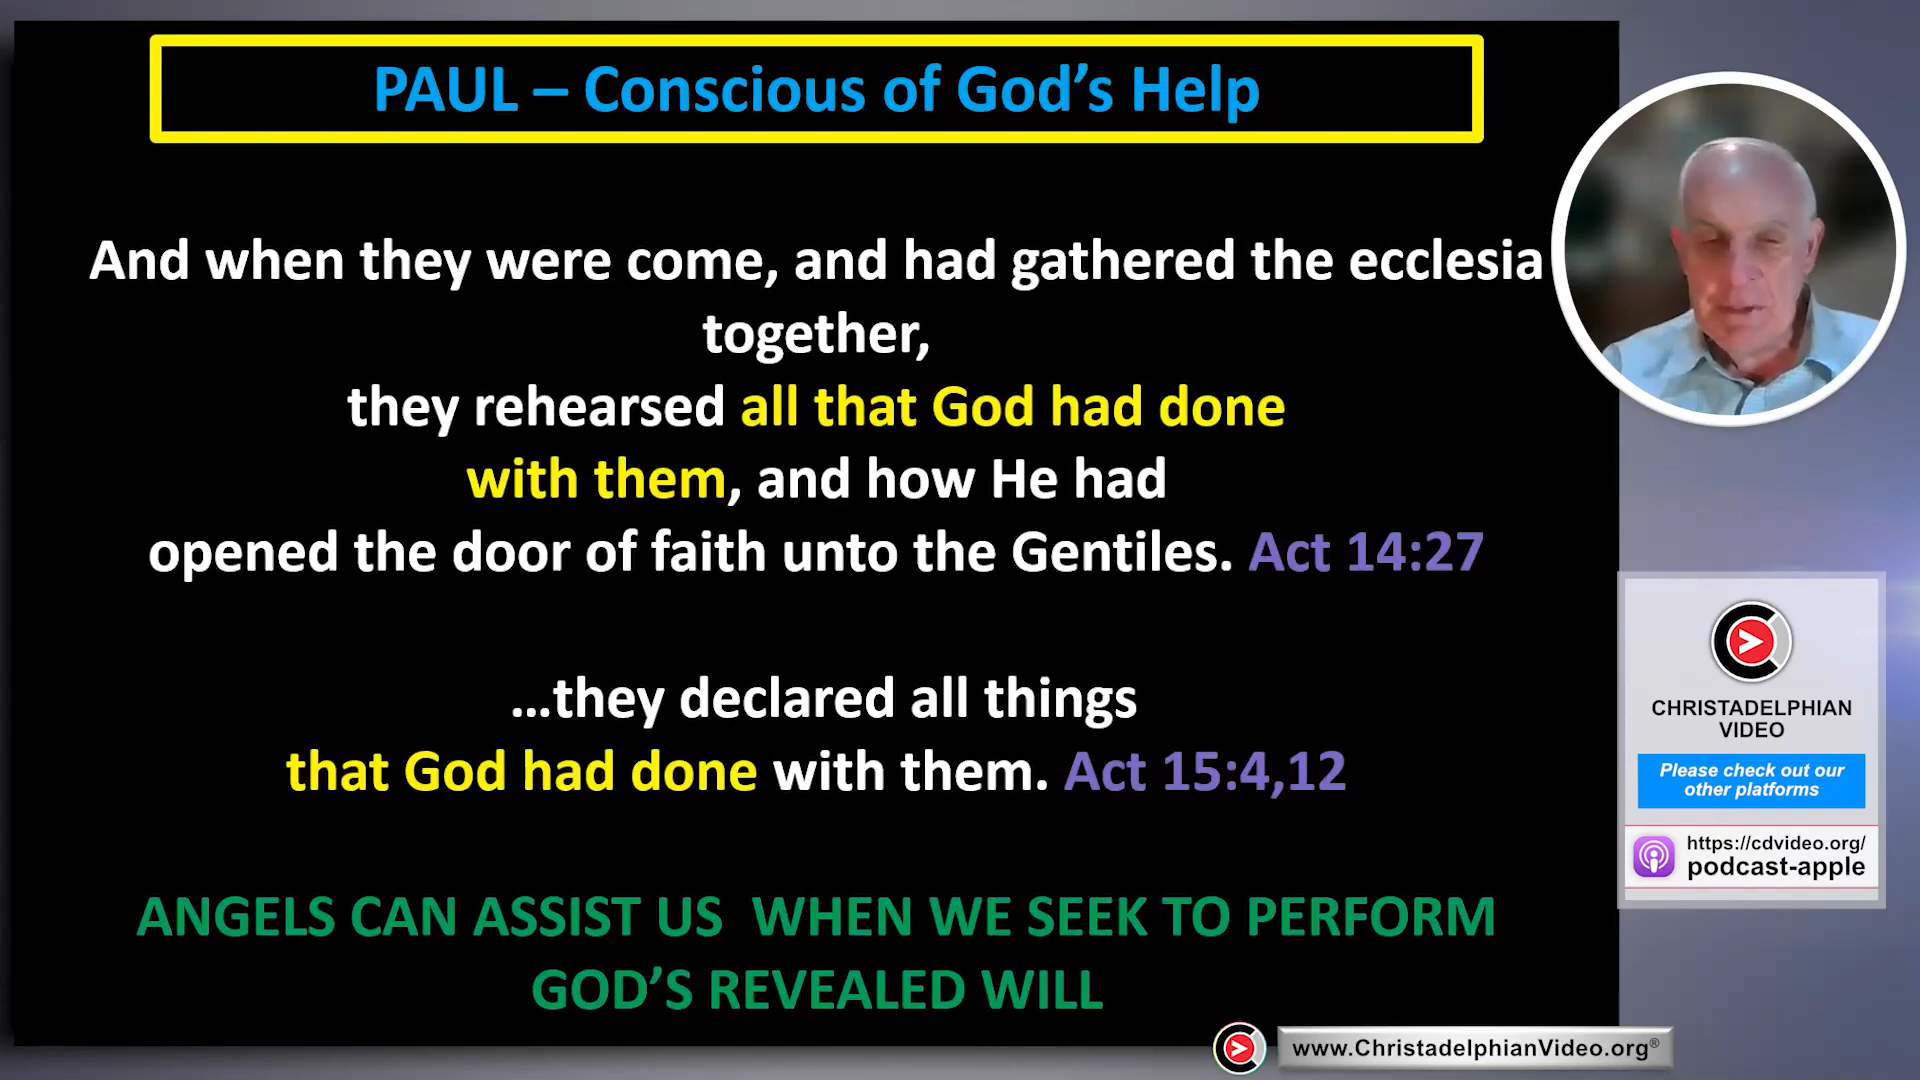 PAUL – Conscious of God’s Help
And when they were come, and had gathered the ecclesia
together,
they rehearsed all that God had done
with them, and how He had
opened the door of faith unto the Gentiles. Act 14:27
…they declared all things
that God had done with them. Act 15:4,12
ANGELS CAN ASSIST US  WHEN WE SEEK TO PERFORM
GOD’S REVEALED WILL
CHRISTADELPHIAN
VIDEO
Please check out our
other platforms
https://cdvideo.org/
podcast-apple
www.ChristadelphianVideo.org®